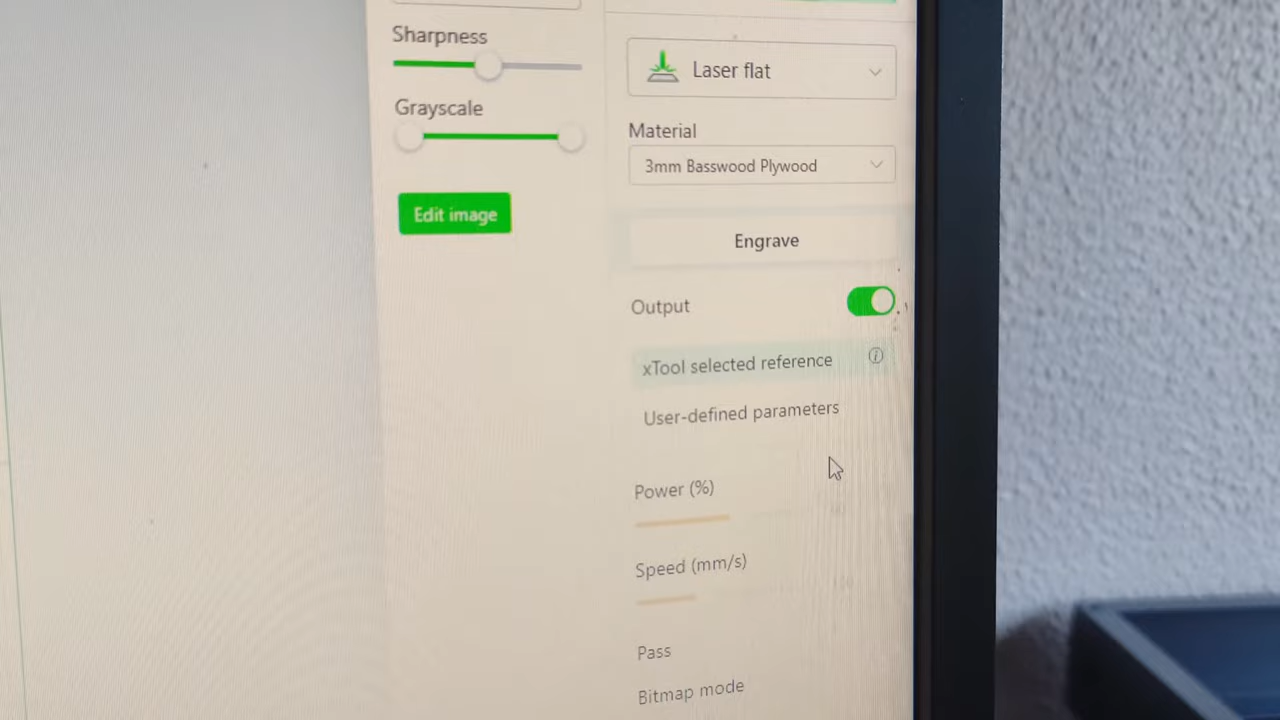 Sharpness
Grayscale
Edit image
Laser flat
Material
3mm Basswood Plywood
Engrave
Output
xTool selected reference
User-defined parameters
Power (%)
Speed (mm/s)
Pass
Bitmap mode